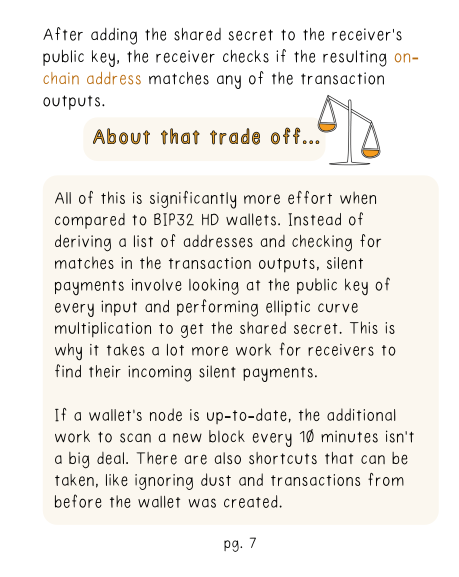 After adding the shared secret to the receiver's
public key, the receiver checks if the resulting on-
chain address matches any of the transaction
outputs.
About that trade off...
All of this is significantly more effort when
compared to BIP32 HD wallets. Instead of
deriving a list of addresses and checking for
matches in the transaction outputs, silent
payments involve looking at the public key of
every input and performing elliptic curve
multiplication to get the shared secret. This is
why it takes a lot more work for receivers to
find their incoming silent payments.
If a wallet's node is up-to-date, the additional
work to scan a new block every 10 minutes isn't
a big deal. There are also shortcuts that can be
taken, like ignoring dust and transactions from
before the wallet was created.
pg. 7